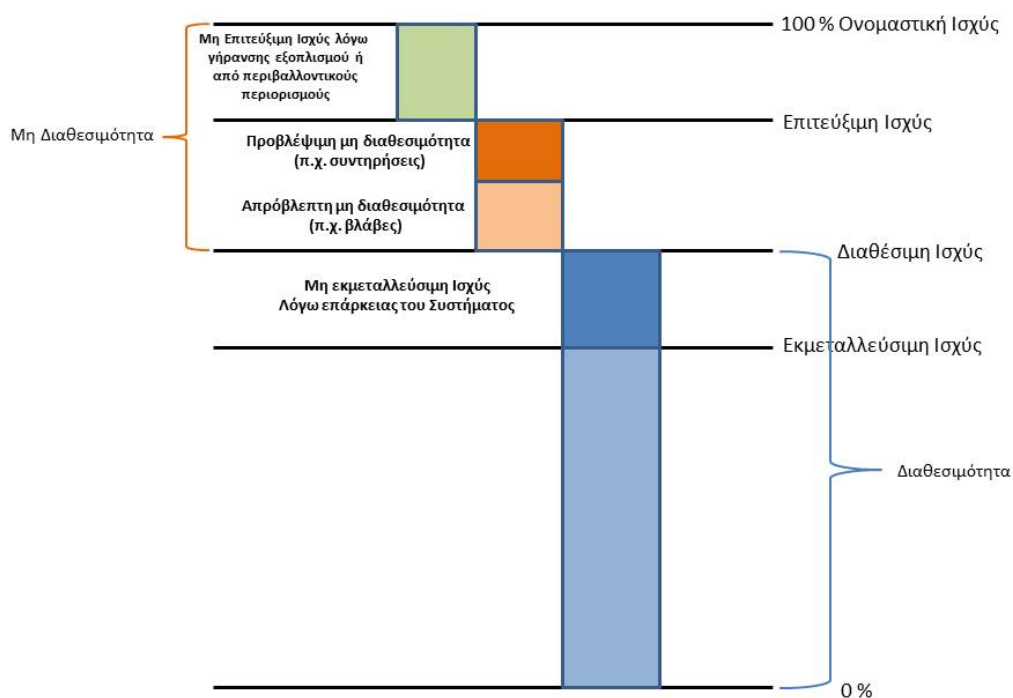 100 % Ονομαστική Ισχύς
Μη Επιτεύξιμη Ισχύς λόγω
γήρανσης εξοπλισμού ή
από περιβαλλοντικούς
περιορισμούς
Επιτεύξιμη Ισχύς
Μη Διαθεσιμότητα
Προβλέψιμη μη διαθεσιμότητα
(π.χ. συντηρήσεις)
Απρόβλεπτη μη διαθεσιμότητα
(π.χ. βλάβες)
Διαθέσιμη Ισχύς
Μη εκμεταλλεύσιμη Ισχύς
Λόγω επάρκειας του Συστήματος
Εκμεταλλεύσιμη Ισχύς
Διαθεσιμότητα
0 %